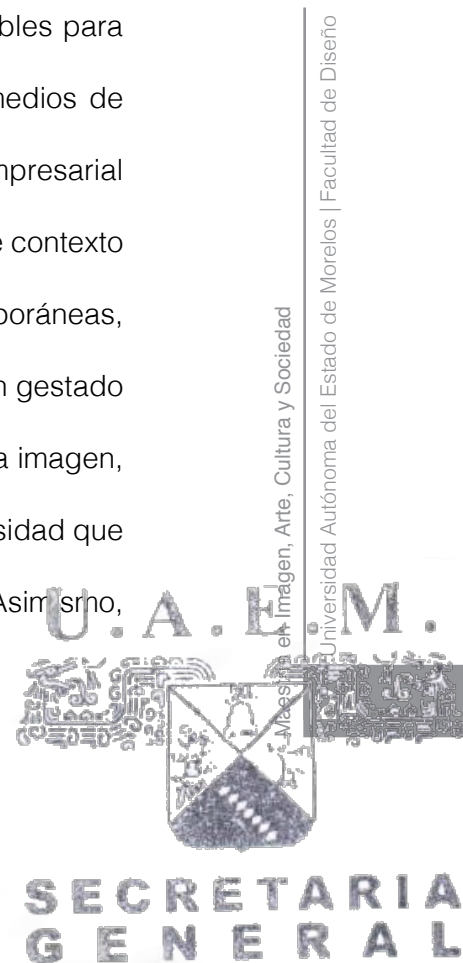 bles para
medios de
mpresarial
e contexto
poráneas,
n gestado
a imagen,
sidad que
Asimismo,
Maestría en Imagen, Arte, Cultura y Sociedad
Universidad Autónoma del Estado de Morelos | Facultad de Diseño
U.A.E.M.
SECRETARIA
GENERAL